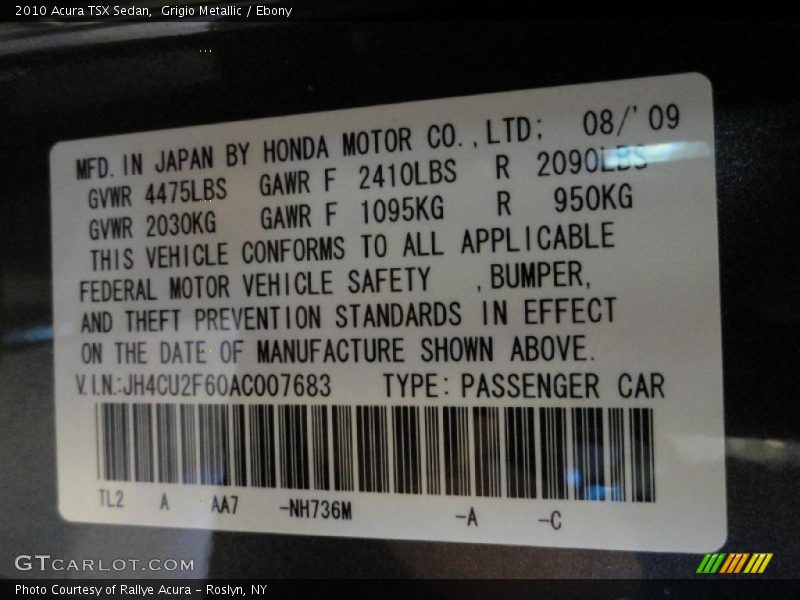 2010 Acura TSX Sedan,  Grigio Metallic / Ebony
MFD. IN JAPAN BY HONDA MOTOR CO., LTD; 08/'09
GVWR 4475LBS GAWR F 2410LBS R 2090LBS
GVWR 2030KG GAWR F 1095KG R 950KG
THIS VEHICLE CONFORMS TO ALL APPLICABLE
FEDERAL MOTOR VEHICLE SAFETY , BUMPER,
AND THEFT PREVENTION STANDARDS IN EFFECT
ON THE DATE OF MANUFACTURE SHOWN ABOVE.
V.I.N.:JH4CU2F60AC007683 TYPE: PASSENGER CAR
TL2 A AA7 -NH736M -A -C
GTCARLOT.COM
Photo Courtesy of Rallye Acura - Roslyn, NY